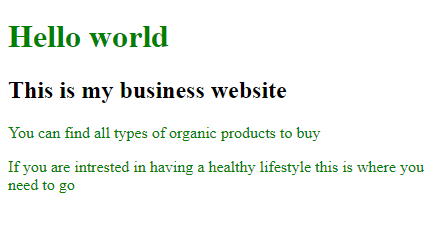 Hello world
This is my business website
You can find all types of organic products to buy
If you are intrested in having a healthy lifestyle this is where you
need to go